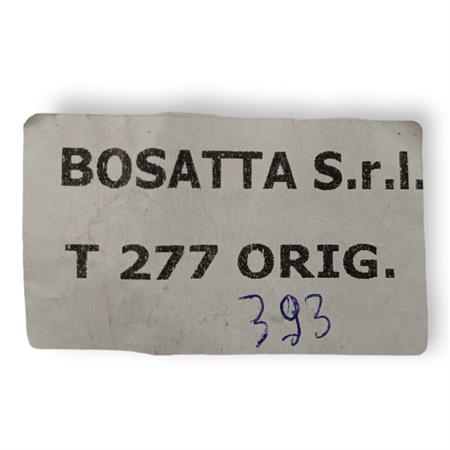 BOSATTA S.r.l.
T 277 ORIG.
393